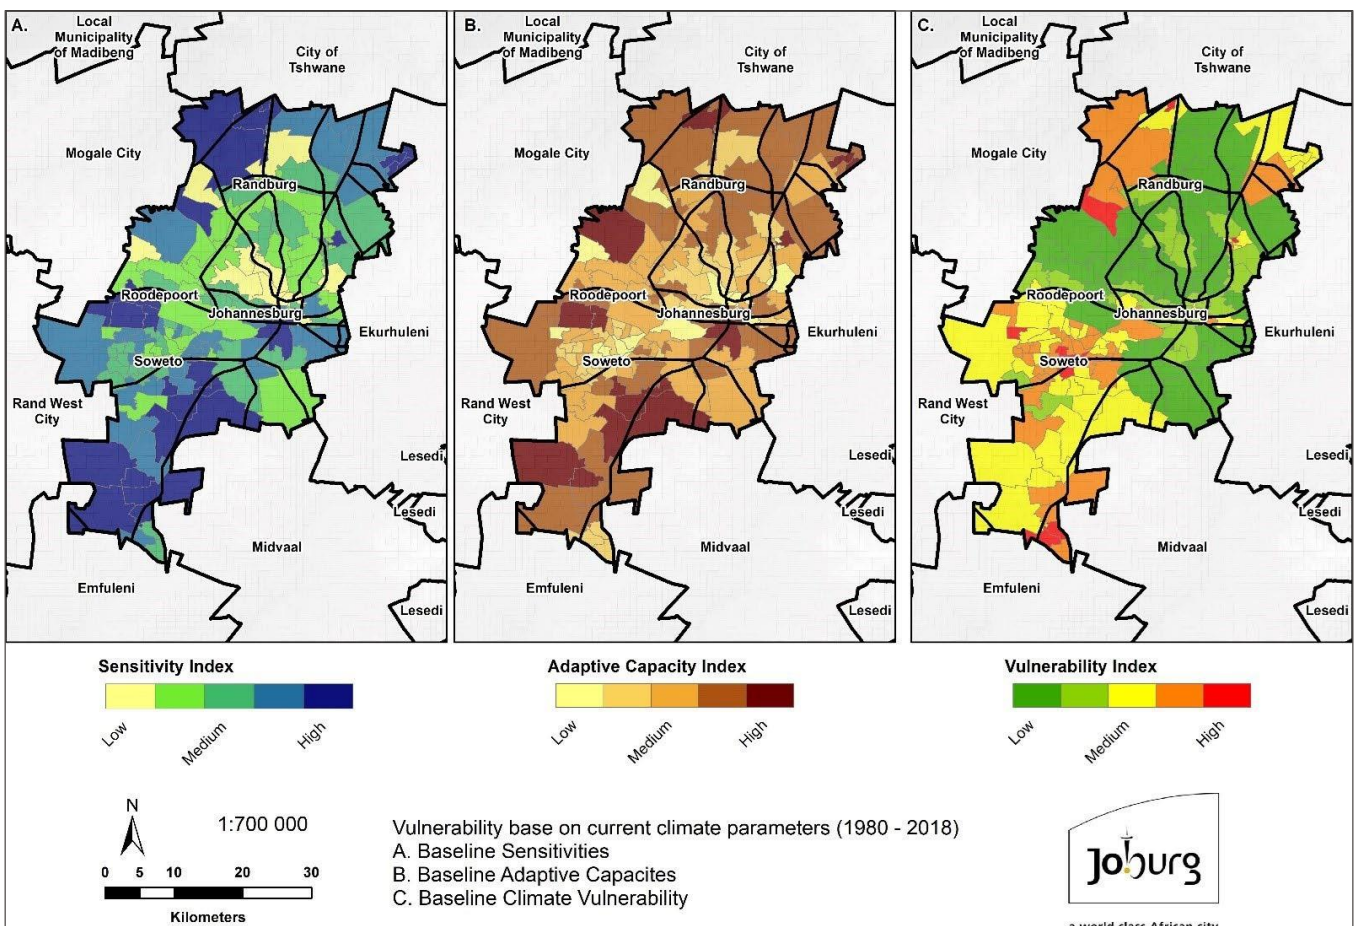 A.
Local
Municipality
of Madibeng
City of
Tshwane
Mogale City
Randburg
Roodepoort
Johannesburg
Ekurhuleni
Soweto
Rand West
City
Lesedi
Lesedi
Midvaal
Emfuleni
Lesedi
B.
Local
Municipality
of Madibeng
City of
Tshwane
Mogale City
Randburg
Roodepoort
Johannesburg
Ekurhuleni
Soweto
Rand West
City
Lesedi
Lesedi
Midvaal
Emfuleni
Lesedi
C.
Local
Municipality
of Madibeng
City of
Tshwane
Mogale City
Randburg
Roodepoort
Johannesburg
Ekurhuleni
Soweto
Rand West
City
Lesedi
Lesedi
Midvaal
Emfuleni
Lesedi
Sensitivity Index
Low
Medium
High
Adaptive Capacity Index
Low
Medium
High
Vulnerability Index
Low
Medium
High
N
1:700 000
0 5 10 20 30
Kilometers
Vulnerability base on current climate parameters (1980 - 2018)
A. Baseline Sensitivities
B. Baseline Adaptive Capacites
C. Baseline Climate Vulnerability
Joburg
a world class African city